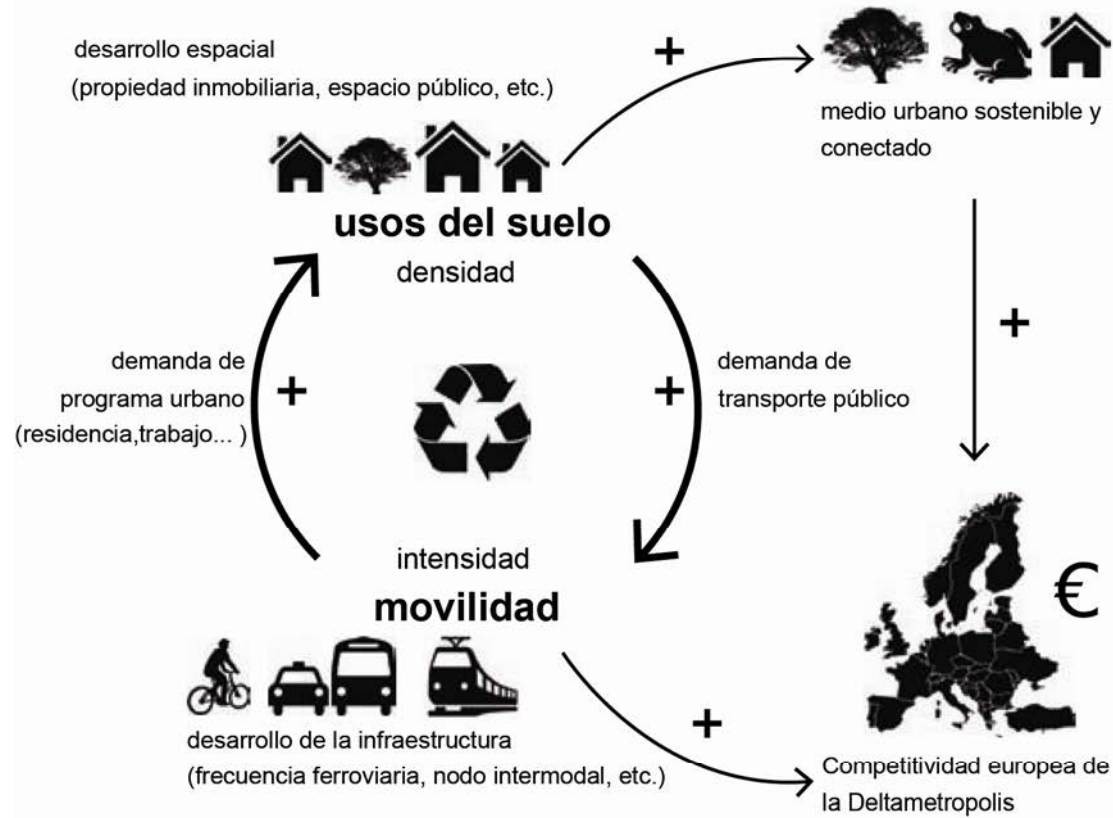 desarrollo espacial
(propiedad inmobiliaria, espacio público, etc.)
+
medio urbano sostenible y
conectado
usos del suelo
densidad
+
demanda de
programa urbano
(residencia,trabajo... )
+
+
demanda de
transporte público
intensidad
movilidad
€
+
desarrollo de la infraestructura
(frecuencia ferroviaria, nodo intermodal, etc.)
Competitividad europea de
la Deltametropolis